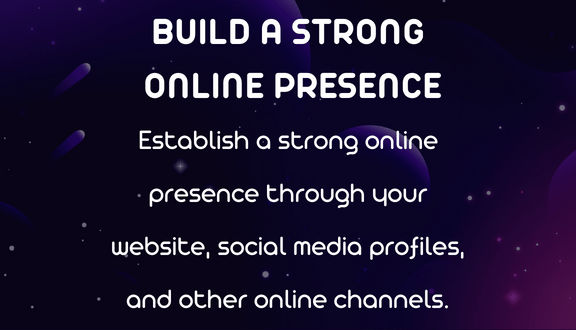 BUILD A STRONG
ONLINE PRESENCE
Establish a strong online
presence through your
website, social media profiles,
and other online channels.